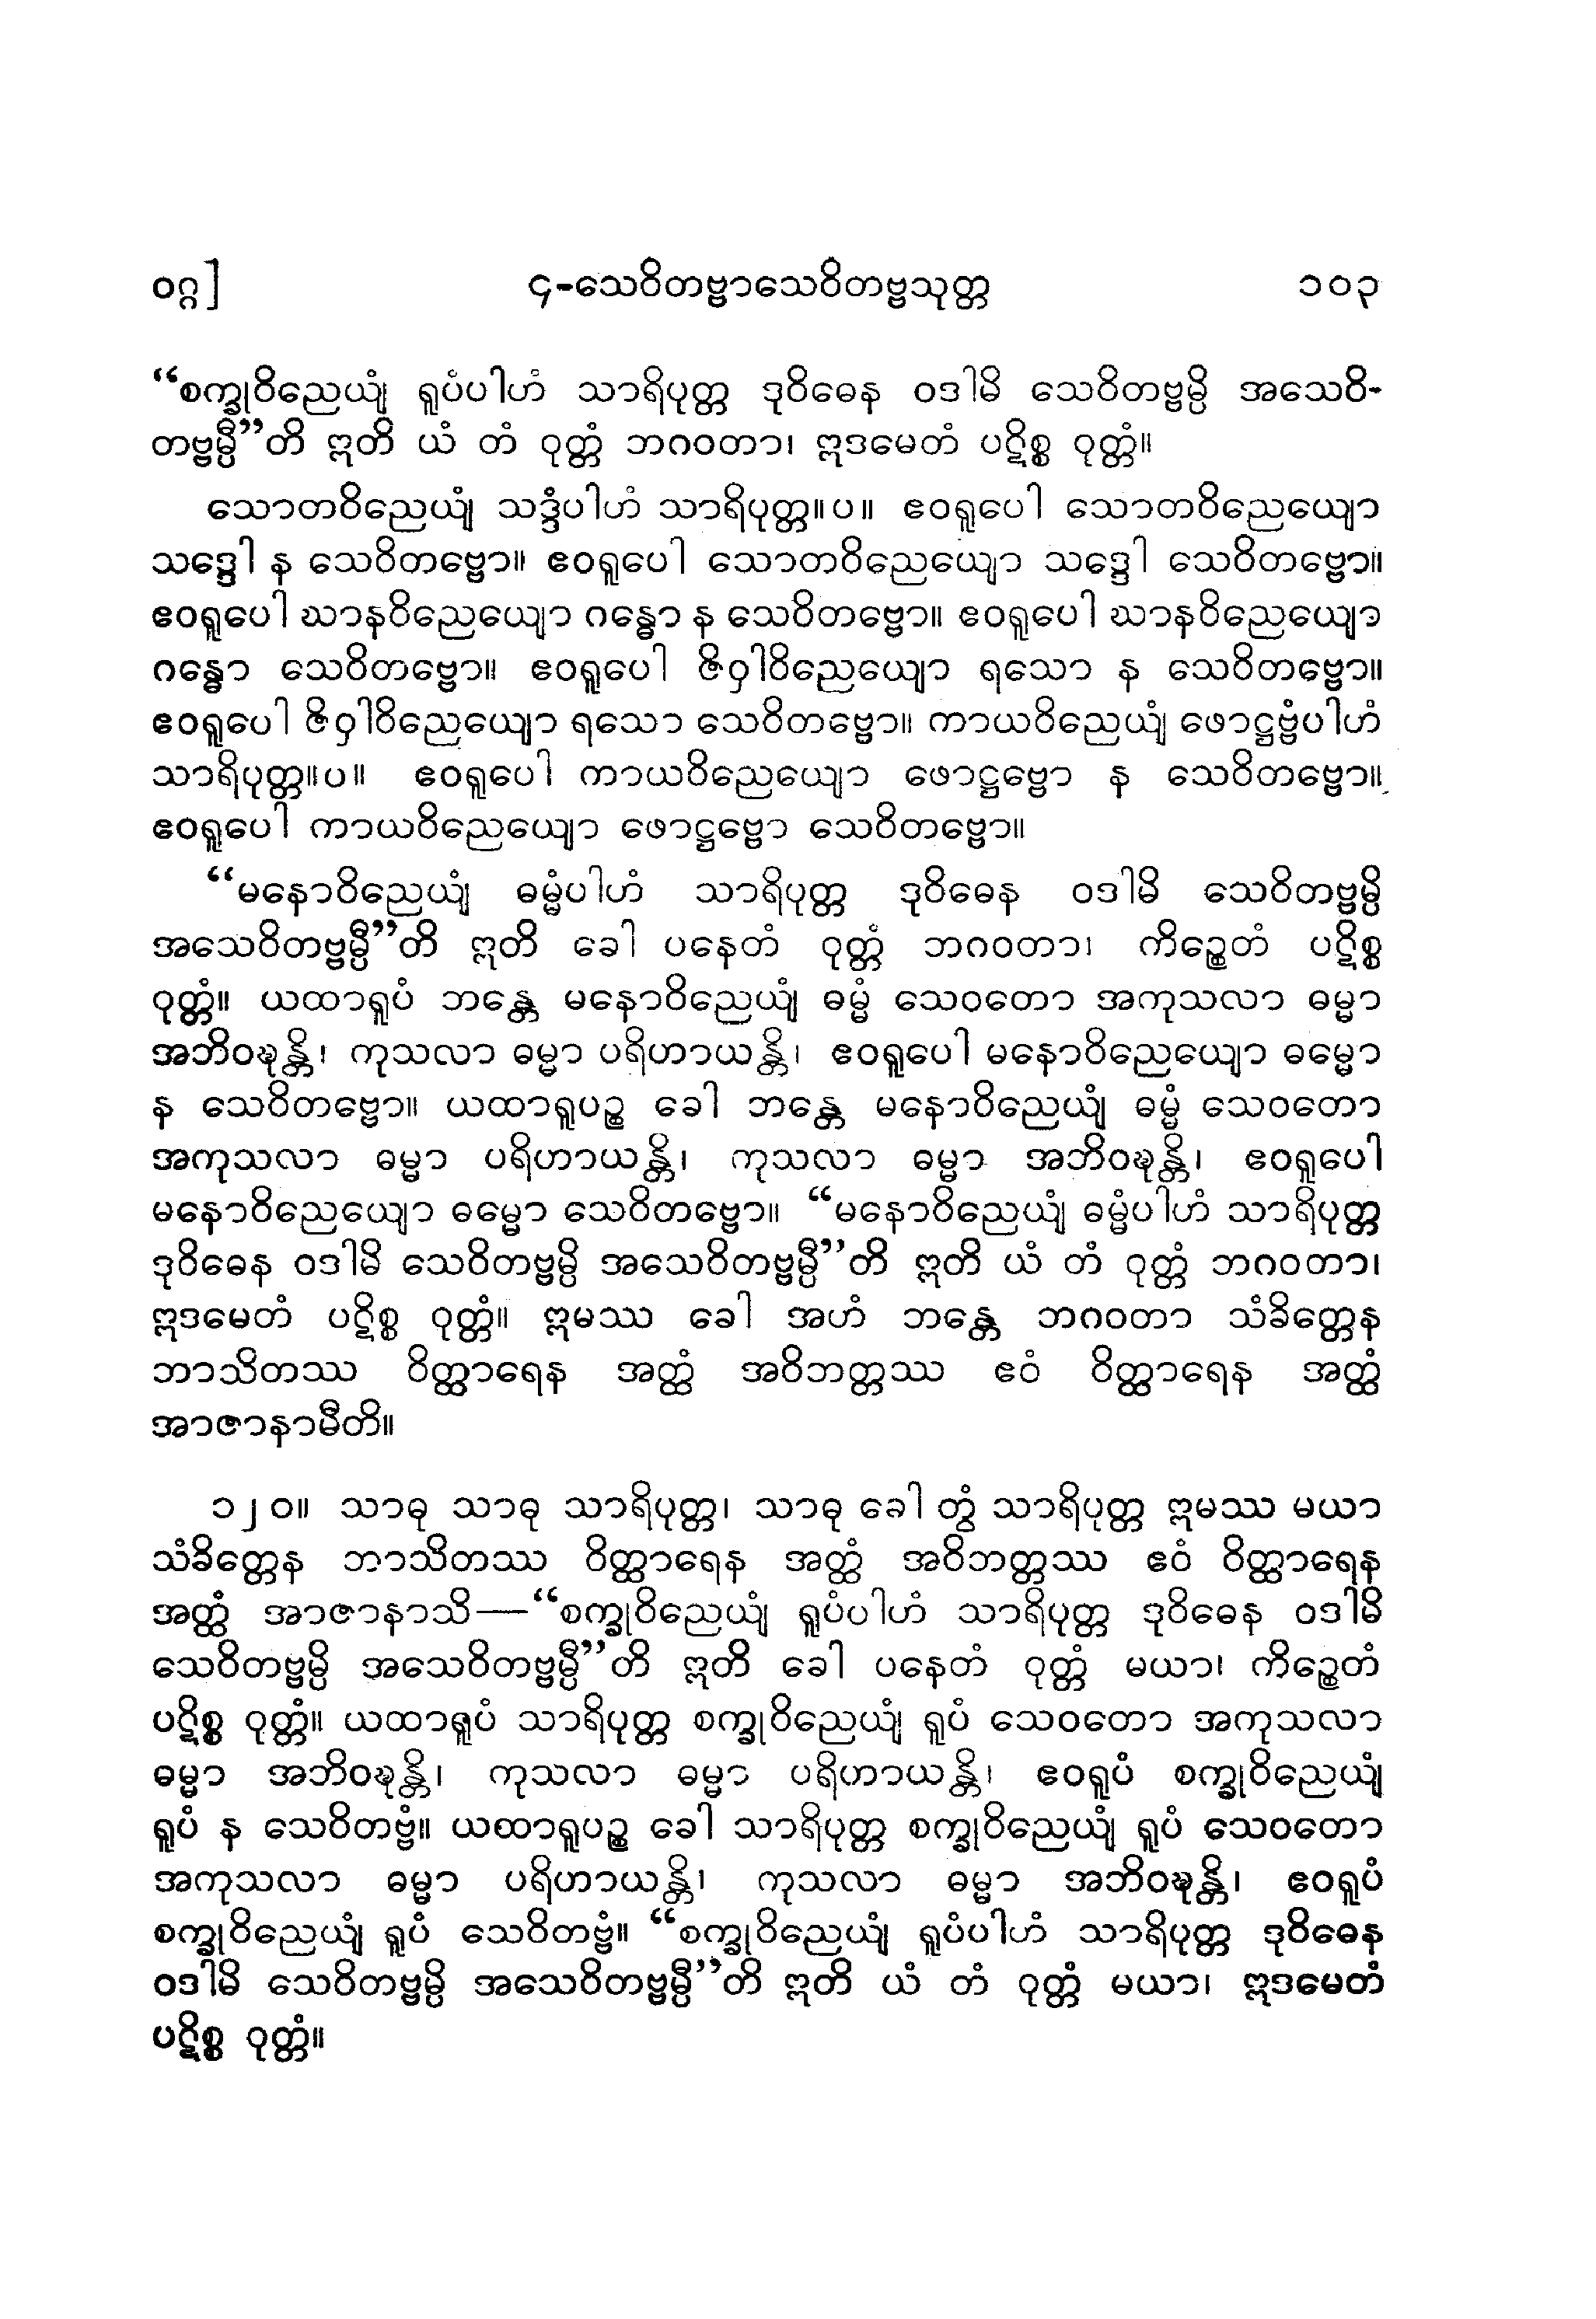 ဝဂ္ဂ]	၄-သေဝိတဗ္ဗာသေဝိတဗ္ဗသုတ္တ	၁၀၃
“စက္ခုဝိညေယျံ ရူပံပါဟံ သာရိပုတ္တ ဒုဝိဓေန ဝဒါမိ သေဝိတဗ္ဗမ္ပိ အသေဝိ-
တဗ္ဗမ္ပီ”တိ ဣတိ ယံ တံ ဝုတ္တံ ဘဂဝတာ၊ ဣဒမေတံ ပဋိစ္စ ဝုတ္တံ။
သောတဝိညေယျံ သဒ္ဒံပါဟံ သာရိပုတ္တ။ပ။ ဧဝရူပေါ သောတဝိညေယျော
သဒ္ဒေါ န သေဝိတဗ္ဗော။ ဧဝရူပေါ သောတဝိညေယျော သဒ္ဒေါ သေဝိတဗ္ဗော။
ဧဝရူပေါ ဃာနဝိညေယျော ဂန္ဓော န သေဝိတဗ္ဗော။ ဧဝရူပေါ ဃာနဝိညေယျော
ဂန္ဓော သေဝိတဗ္ဗော။ ဧဝရူပေါ ဇိဝှါဝိညေယျော ရသော န သေဝိတဗ္ဗော။
ဧဝရူပေါ ဇိဝှါဝိညေယျော ရသော သေဝိတဗ္ဗော။ ကာယဝိညေယျံ ဖောဋ္ဌဗ္ဗံပါဟံ
သာရိပုတ္တ။ပ။ ဧဝရူပေါ ကာယဝိညေယျော ဖောဋ္ဌဗ္ဗော န သေဝိတဗ္ဗော။
ဧဝရူပေါ ကာယဝိညေယျော ဖောဋ္ဌဗ္ဗော သေဝိတဗ္ဗော။
“မနောဝိညေယျံ ဓမ္မံပါဟံ သာရိပုတ္တ ဒုဝိဓေန ဝဒါမိ သေဝိတဗ္ဗမ္ပိ
အသေဝိတဗ္ဗမ္ပီ”တိ ဣတိ ခေါ ပနေတံ ဝုတ္တံ ဘဂဝတာ၊ ကိဉ္စေတံ ပဋိစ္စ
ဝုတ္တံ။ ယထာရူပံ ဘန္တေ မနောဝိညေယျံ ဓမ္မံ သေဝတော အကုသလာ ဓမ္မာ
အဘိဝဍ္ဎန္တိ၊ ကုသလာ ဓမ္မာ ပရိဟာယန္တိ၊ ဧဝရူပေါ မနောဝိညေယျော ဓမ္မော
န သေဝိတဗ္ဗော။ ယထာရူပဉ္စ ခေါ ဘန္တေ မနောဝိညေယျံ ဓမ္မံ သေဝတော
အကုသလာ ဓမ္မာ ပရိဟာယန္တိ၊ ကုသလာ ဓမ္မာ အဘိဝဍ္ဎန္တိ၊ ဧဝရူပေါ
မနောဝိညေယျော ဓမ္မော သေဝိတဗ္ဗော။ “မနောဝိညေယျံ ဓမ္မံပါဟံ သာရိပုတ္တ
ဒုဝိဓေန ဝဒါမိ သေဝိတဗ္ဗမ္ပိ အသေဝိတဗ္ဗမ္ပီ”တိ ဣတိ ယံ တံ ဝုတ္တံ ဘဂဝတာ၊
ဣဒမေတံ ပဋိစ္စ ဝုတ္တံ။ ဣမဿ ခေါ အဟံ ဘန္တေ ဘဂဝတာ သံခိတ္တေန
ဘာသိတဿ ဝိတ္ထာရေန အတ္ထံ အဝိဘတ္တဿ ဧဝံ ဝိတ္ထာရေန အတ္ထံ
အာဇာနာမီတိ။
၁၂၀။ သာဓု သာဓု သာရိပုတ္တ၊ သာဓု ခေါ တွံ သာရိပုတ္တ ဣမဿ မယာ
သံခိတ္တေန ဘာသိတဿ ဝိတ္ထာရေန အတ္ထံ အဝိဘတ္တဿ ဧဝံ ဝိတ္ထာရေန
အတ္ထံ အာဇာနာသိ—“စက္ခုဝိညေယျံ ရူပံပါဟံ သာရိပုတ္တ ဒုဝိဓေန ဝဒါမိ
သေဝိတဗ္ဗမ္ပိ အသေဝိတဗ္ဗမ္ပီ”တိ ဣတိ ခေါ ပနေတံ ဝုတ္တံ မယာ၊ ကိဉ္စေတံ
ပဋိစ္စ ဝုတ္တံ။ ယထာရူပံ သာရိပုတ္တ စက္ခုဝိညေယျံ ရူပံ သေဝတော အကုသလာ
ဓမ္မာ အဘိဝဍ္ဎန္တိ၊ ကုသလာ ဓမ္မာ ပရိဟာယန္တိ၊ ဧဝရူပံ စက္ခုဝိညေယျံ
ရူပံ န သေဝိတဗ္ဗံ။ ယထာရူပဉ္စ ခေါ သာရိပုတ္တ စက္ခုဝိညေယျံ ရူပံ သေဝတော
အကုသလာ ဓမ္မာ ပရိဟာယန္တိ၊ ကုသလာ ဓမ္မာ အဘိဝဍ္ဎန္တိ၊ ဧဝရူပံ
စက္ခုဝိညေယျံ ရူပံ သေဝိတဗ္ဗံ။ “စက္ခုဝိညေယျံ ရူပံပါဟံ သာရိပုတ္တ ဒုဝိဓေန
ဝဒါမိ သေဝိတဗ္ဗမ္ပိ အသေဝိတဗ္ဗမ္ပီ”တိ ဣတိ ယံ တံ ဝုတ္တံ မယာ၊ ဣဒမေတံ
ပဋိစ္စ ဝုတ္တံ။